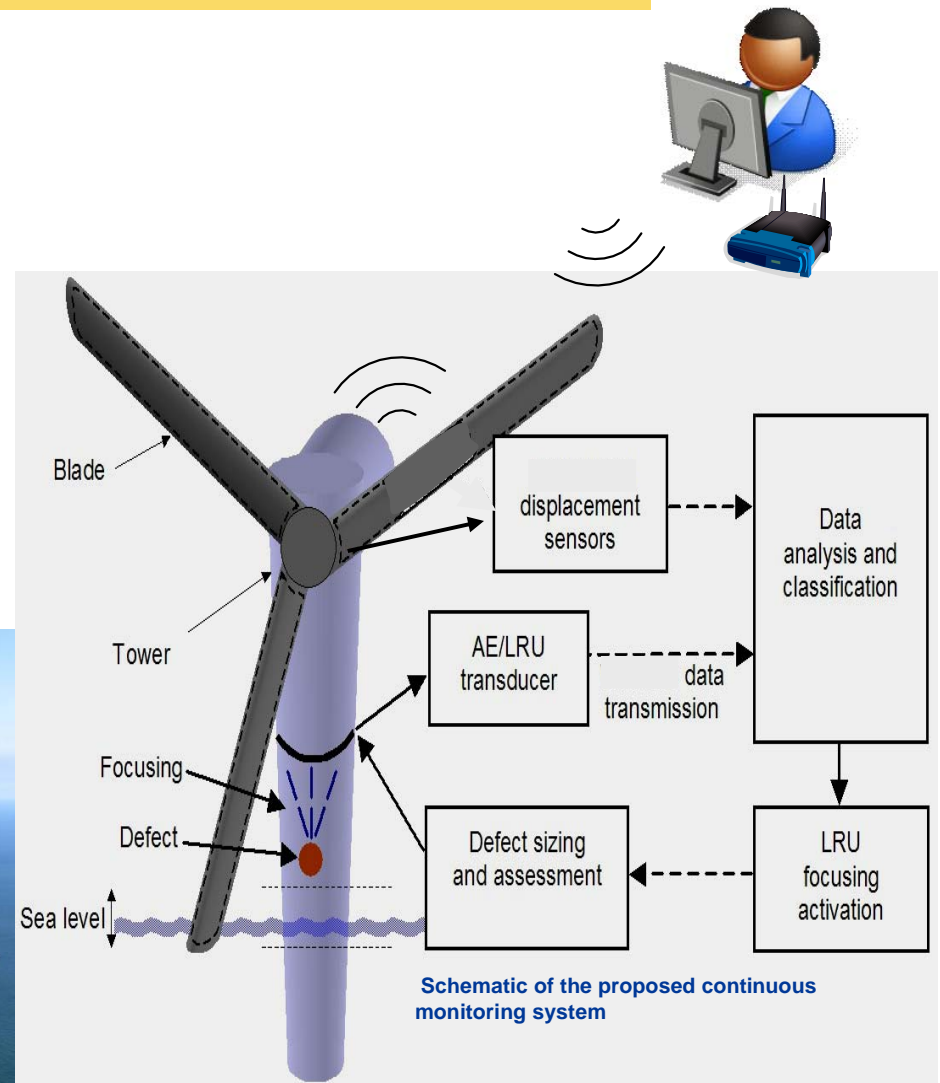 Blade
displacement
sensors
Data
analysis and
classification
Tower
AE/LRU
transducer
data
transmission
Focusing
Defect
Defect sizing
and assessment
LRU
focusing
activation
Sea level
Schematic of the proposed continuous
monitoring system